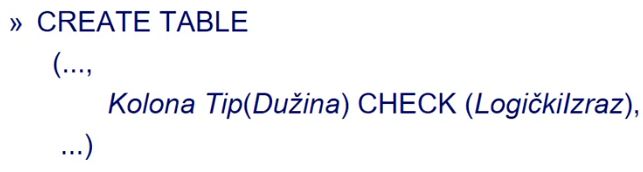 » CREATE TABLE
(...,
Kolona Tip(Dužina) CHECK (LogičkiIzraz),
...)